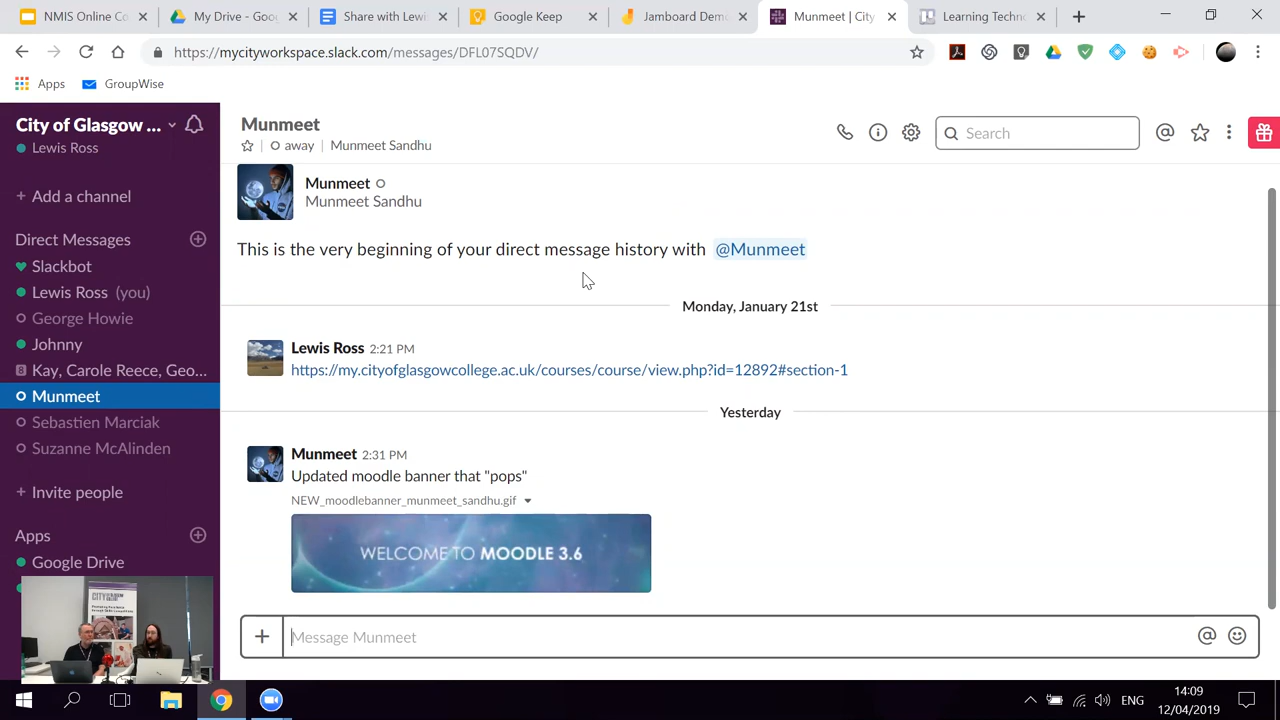 NMiS Online Co
My Drive - Goo
Share with Lewi
Google Keep
Jamboard Demo
Munmeet | City
Learning Techno
https://mycityworkspace.slack.com/messages/DFL07SQDV/
Apps
GroupWise
City of Glasgow ...
Lewis Ross
+ Add a channel
Direct Messages
Slackbot
Lewis Ross (you)
George Howie
Johnny
8 Kay, Carole Reece, Geo...
Munmeet
Sebastien Marciak
Suzanne McAlinden
+ Invite people
Apps
Google Drive
CITY
Munmeet
away | Munmeet Sandhu
Search
Munmeet
Munmeet Sandhu
This is the very beginning of your direct message history with @Munmeet
Monday, January 21st
Lewis Ross 2:21 PM
https://my.cityofglasgowcollege.ac.uk/courses/course/view.php?id=12892#section-1
Yesterday
Munmeet 2:31 PM
Updated moodle banner that "pops"
NEW_moodlebanner_munmeet_sandhu.gif
WELCOME TO MOODLE 3.6
Message Munmeet
ENG
14:09
12/04/2019